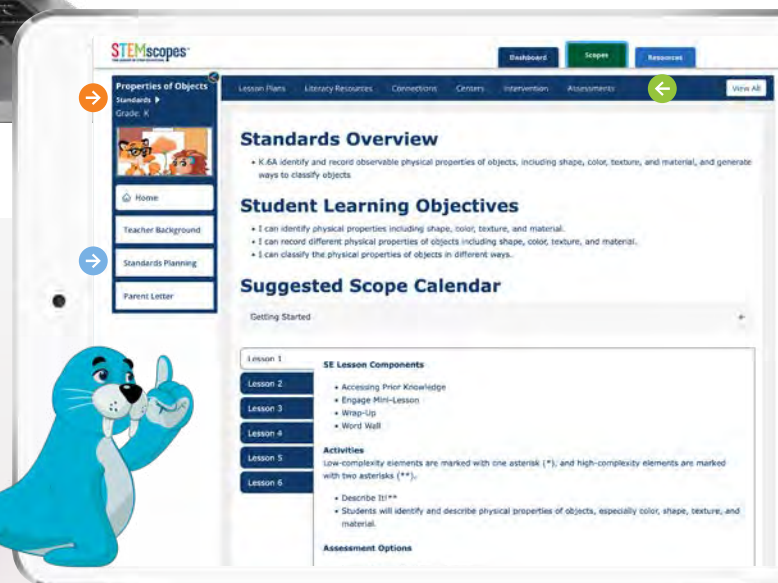 STEMscopes
Dashboard
Scopes
Resources
Properties of Objects
Standards
Grade: K
Home
Teacher Background
Standards Planning
Parent Letter
Lesson Plans
Literacy Resources
Connections
Centers
Intervention
Assessments
View All
Standards Overview
• K.6A identify and record observable physical properties of objects, including shape, color, texture, and material, and generate
ways to classify objects
Student Learning Objectives
• I can identify physical properties including shape, color, texture, and material.
• I can record different physical properties of objects including shape, color, texture, and material.
• I can classify the physical properties of objects in different ways.
Suggested Scope Calendar
Getting Started
+
Lesson 1
Lesson 2
Lesson 3
Lesson 4
Lesson 5
Lesson 6
5E Lesson Components
• Accessing Prior Knowledge
• Engage Mini-Lesson
• Wrap-Up
• Word Wall
Activities
Low-complexity elements are marked with one asterisk (*), and high-complexity elements are marked
with two asterisks (**).
• Describe It!**
• Students will identify and describe physical properties of objects, especially color, shape, texture, and
material.
Assessment Options